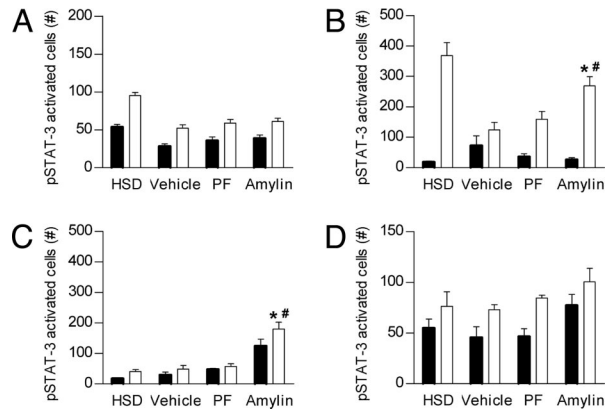 A
pSTAT-3 activated cells (#)
200
150
100
50
0
HSD Vehicle PF Amylin
B
pSTAT-3 activated cells (#)
500
400
300
200
100
0
* #
HSD Vehicle PF Amylin
C
pSTAT-3 activated cells (#)
500
400
300
200
100
0
* #
HSD Vehicle PF Amylin
D
pSTAT-3 activated cells (#)
150
100
50
0
HSD Vehicle PF Amylin